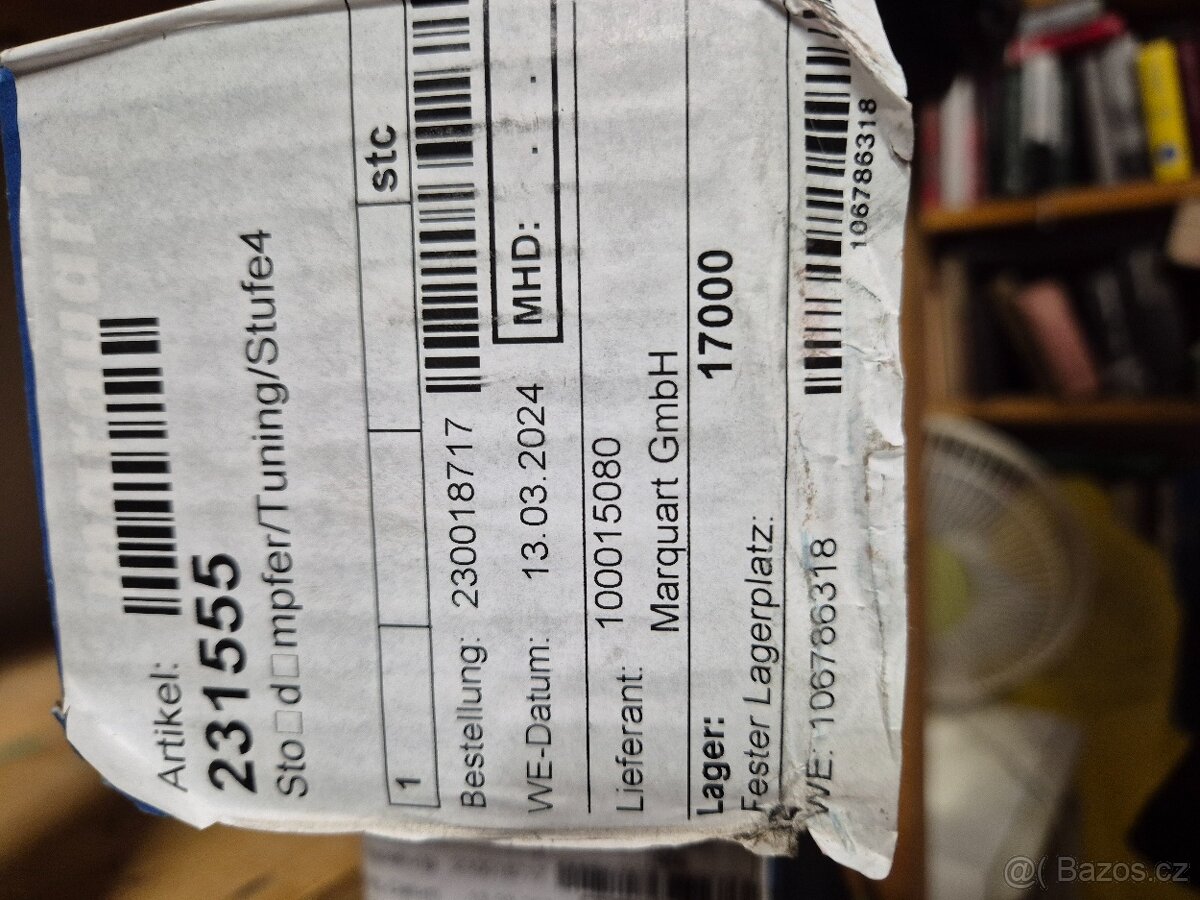 Artikel:
231555
Sto□d□mpfer/Tuning/Stufe4
1 stc
Bestellung: 230018717
WE-Datum: 13.03.2024 MHD: . .
Lieferant: 100015080
Marquart GmbH
Lager: 17000
Fester Lagerplatz:
WE: 106786318
106786318
@( Bazos.cz